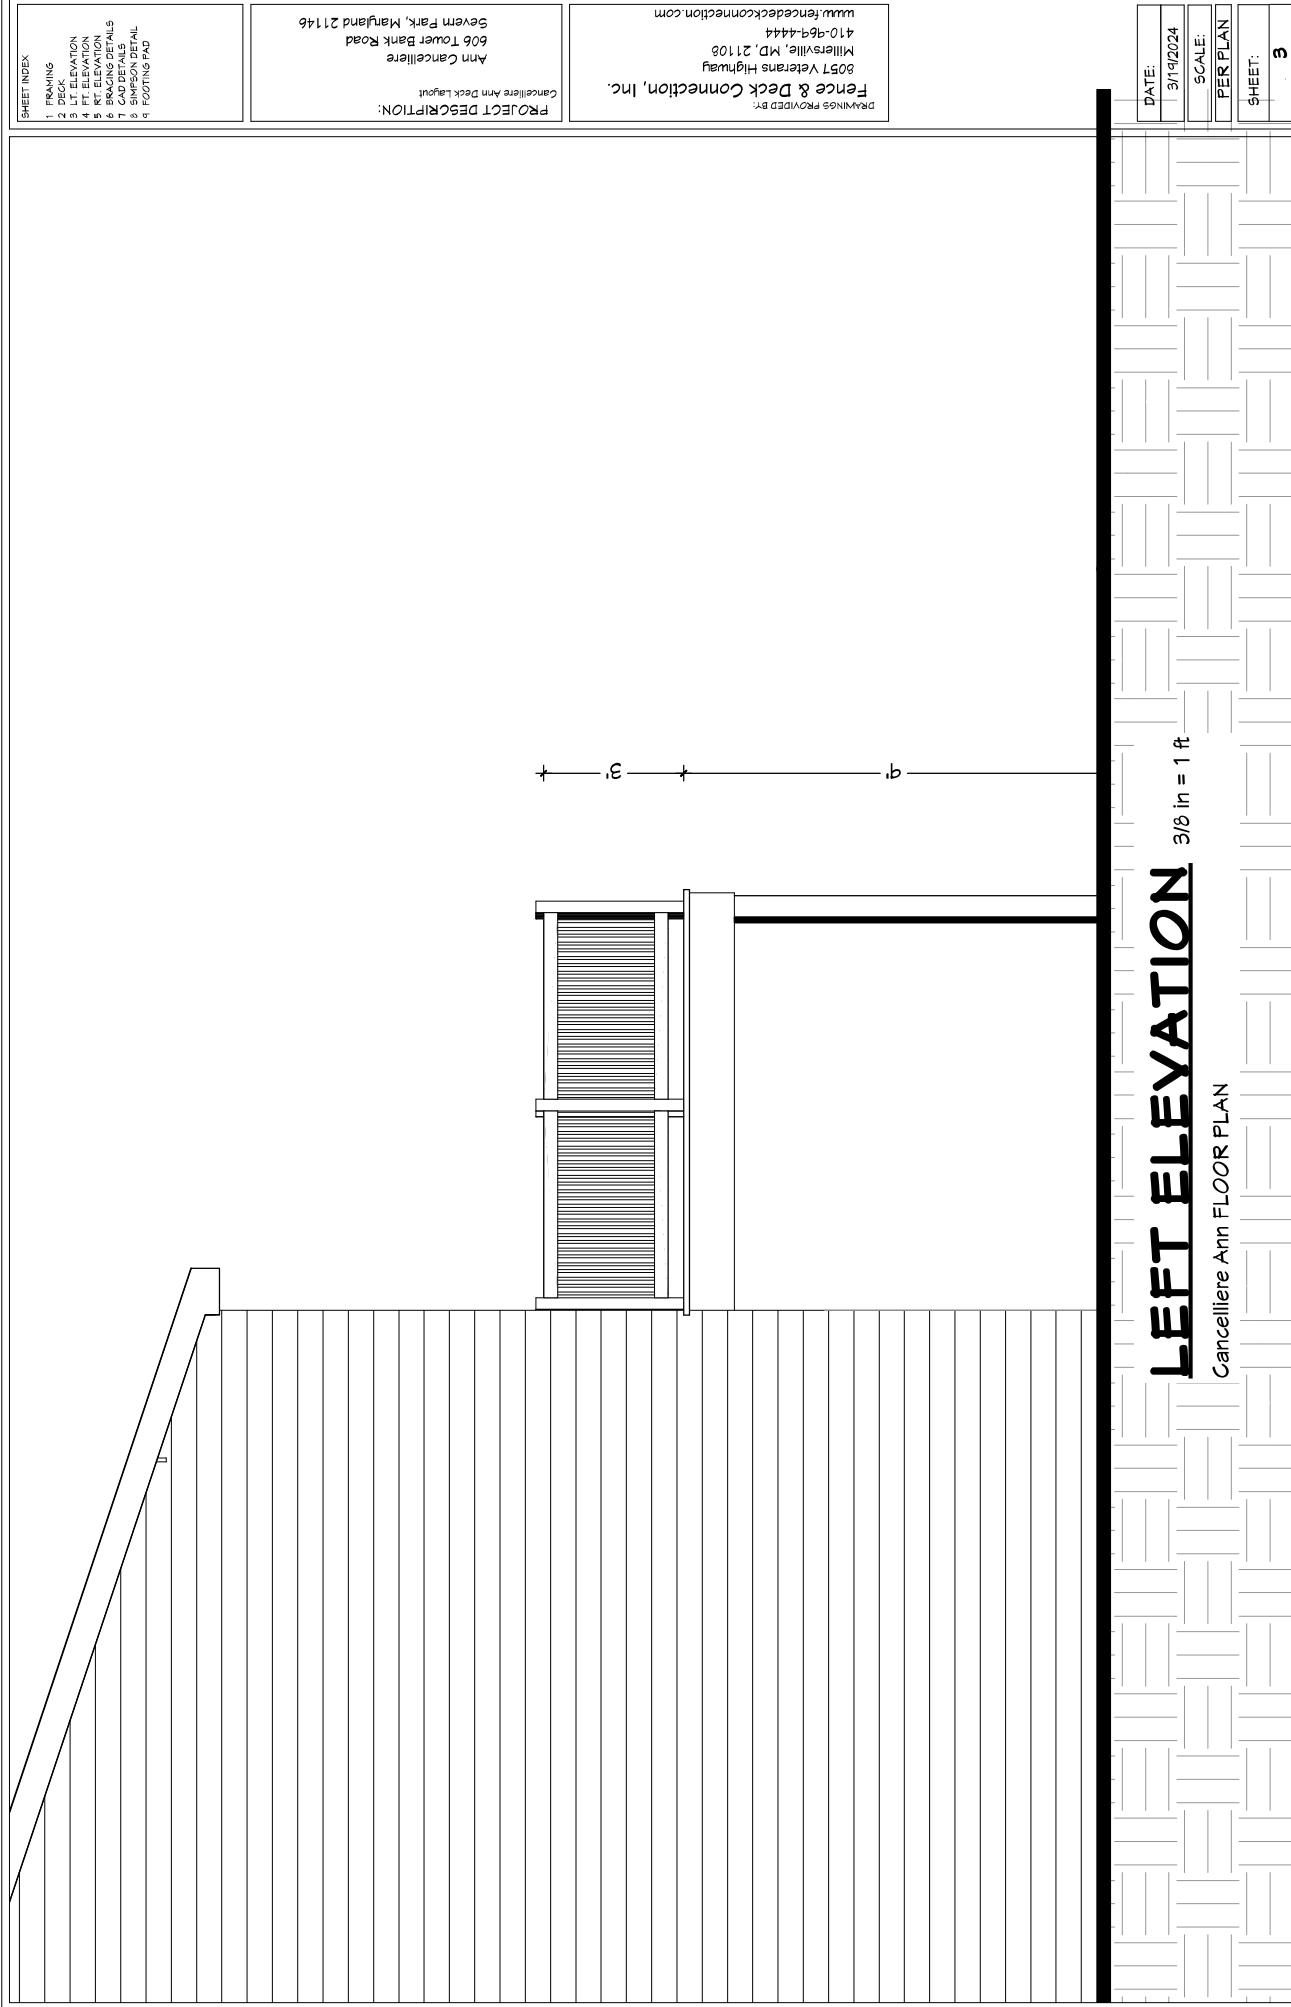 SHEET INDEX
1 FRAMING
2 DECK
3 LT. ELEVATION
4 FT. ELEVATION
5 RT. ELEVATION
6 BRACING DETAILS
7 CAD DETAILS
8 SIMPSON DETAIL
9 FOOTING PAD
PROJECT DESCRIPTION:
Cancelliere Ann Deck Layout
Ann Cancelliere
606 Tower Bank Road
Severn Park, Maryland 21146
DRAWINGS PROVIDED BY:
Fence & Deck Connection, Inc.
8057 Veterans Highway
Millersville, MD, 21108
410-969-4444
www.fencedeckconnection.com
DATE:
3/19/2024
SCALE:
PER PLAN
SHEET:
3
3'
9'
LEFT ELEVATION 3/8 in = 1 ft
Cancelliere Ann FLOOR PLAN